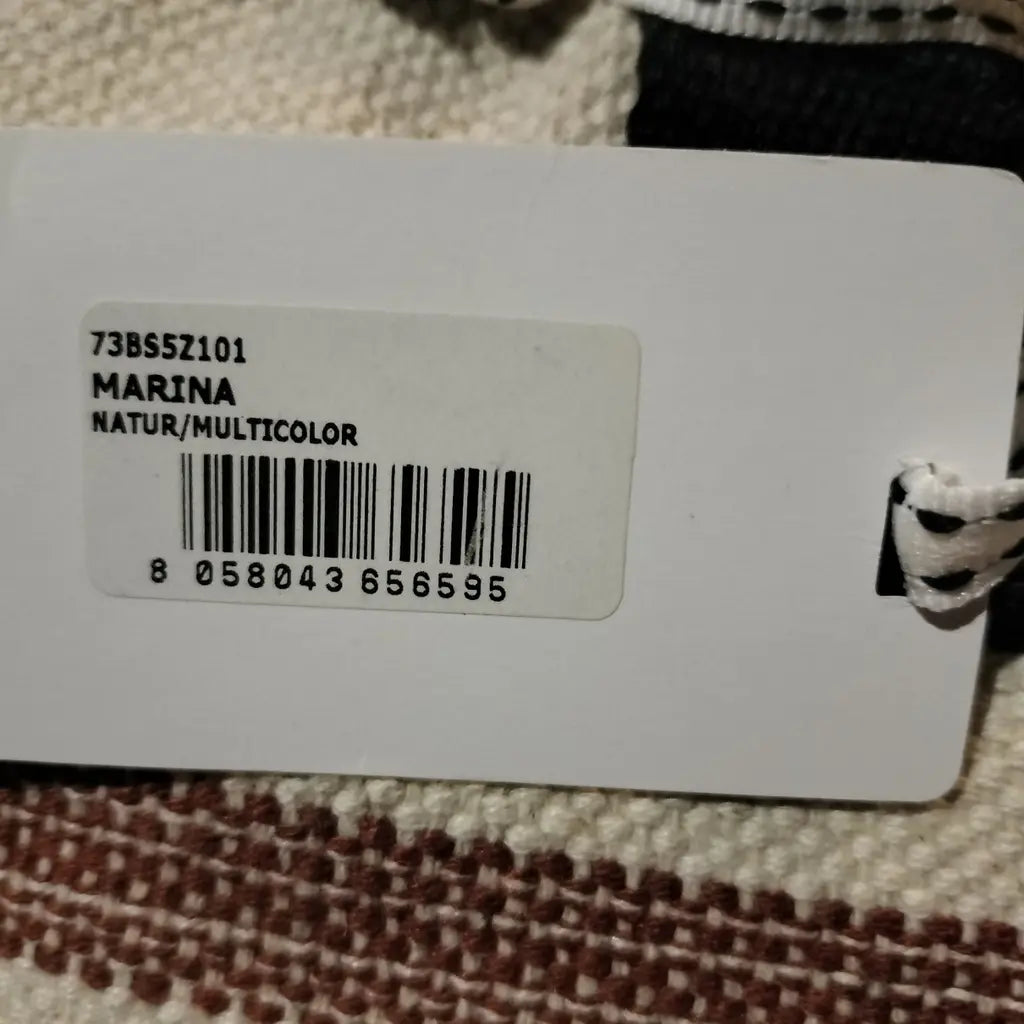 73BS5Z101
MARINA
NATUR/MULTICOLOR
8 058043 656595